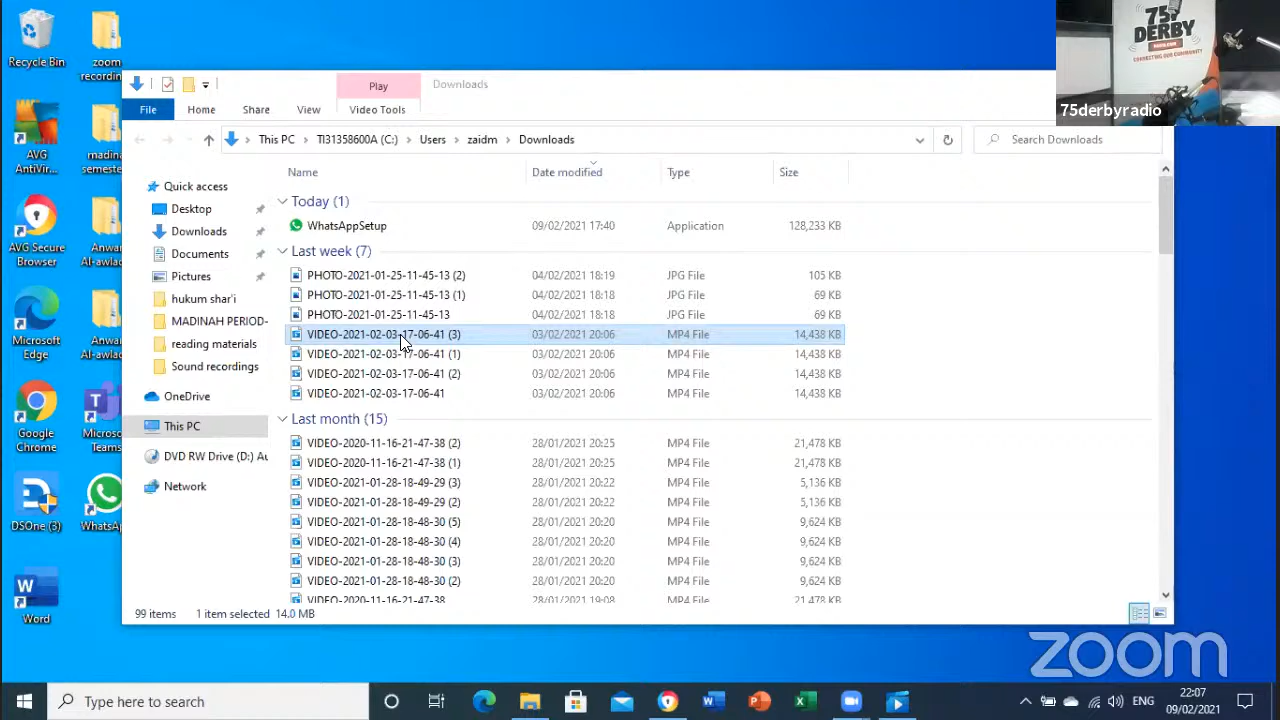 Recycle Bin
zoom
recordin...
AVG
AntiVir...
madina
semeste
AVG Secure
Browser
Anwar
Al-awlac
Microsoft
Edge
Anwar
Al-awlac
Google
Chrome
Microso
Teams
DSOne (3)
WhatsAp
Word
Play
Downloads
File
Home
Share
View
Video Tools
This PC > TI31358600A (C:) > Users > zaidm > Downloads
Search Downloads
Quick access
Desktop
Downloads
Documents
Pictures
hukum shar'i
MADINAH PERIOD-
reading materials
Sound recordings
OneDrive
This PC
DVD RW Drive (D:) Au
Network
Name Date modified Type Size
Today (1)
WhatsAppSetup 09/02/2021 17:40 Application 128,233 KB
Last week (7)
PHOTO-2021-01-25-11-45-13 (2) 04/02/2021 18:19 JPG File 105 KB
PHOTO-2021-01-25-11-45-13 (1) 04/02/2021 18:18 JPG File 69 KB
PHOTO-2021-01-25-11-45-13 04/02/2021 18:18 JPG File 69 KB
VIDEO-2021-02-03-17-06-41 (3) 03/02/2021 20:06 MP4 File 14,438 KB
VIDEO-2021-02-03-17-06-41 (1) 03/02/2021 20:06 MP4 File 14,438 KB
VIDEO-2021-02-03-17-06-41 (2) 03/02/2021 20:06 MP4 File 14,438 KB
VIDEO-2021-02-03-17-06-41 03/02/2021 20:06 MP4 File 14,438 KB
Last month (15)
VIDEO-2020-11-16-21-47-38 (2) 28/01/2021 20:25 MP4 File 21,478 KB
VIDEO-2020-11-16-21-47-38 (1) 28/01/2021 20:25 MP4 File 21,478 KB
VIDEO-2021-01-28-18-49-29 (3) 28/01/2021 20:22 MP4 File 5,136 KB
VIDEO-2021-01-28-18-49-29 (2) 28/01/2021 20:22 MP4 File 5,136 KB
VIDEO-2021-01-28-18-48-30 (5) 28/01/2021 20:20 MP4 File 9,624 KB
VIDEO-2021-01-28-18-48-30 (4) 28/01/2021 20:20 MP4 File 9,624 KB
VIDEO-2021-01-28-18-48-30 (3) 28/01/2021 20:20 MP4 File 9,624 KB
VIDEO-2021-01-28-18-48-30 (2) 28/01/2021 20:20 MP4 File 9,624 KB
VIDEO-2020-11-16-21-47-38 28/01/2021 19:08 MP4 File 21,478 KB
99 items 1 item selected 14.0 MB
75
DERBY
CONNECTING OUR COMMUNITY
75derbyradio
zoom
Type here to search
ENG
22:07
09/02/2021